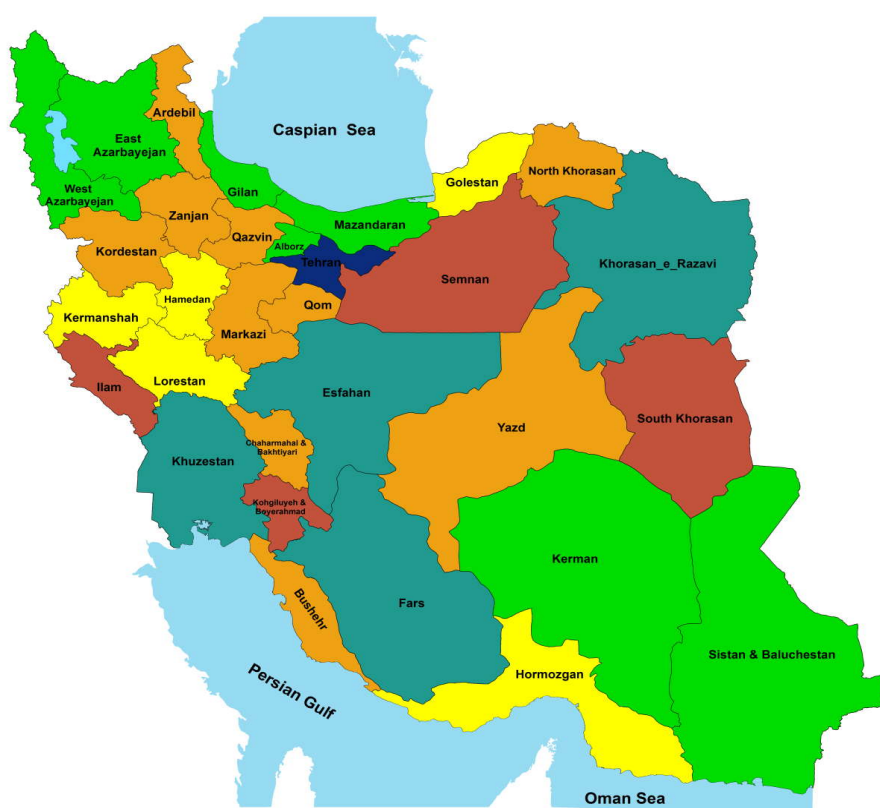 Ardebil
Caspian Sea
East
Azarbayejan
North Khorasan
Golestan
West
Azarbayejan
Gilan
Zanjan
Mazandaran
Qazvin
Kordestan
Alborz
Tehran
Khorasan_e_Razavi
Semnan
Hamedan
Qom
Kermanshah
Markazi
Lorestan
Ilam
Esfahan
South Khorasan
Yazd
Chaharmahal &
Bakhtiyari
Khuzestan
Kohgiluyeh &
Boyerahmad
Kerman
Bushehr
Fars
Sistan & Baluchestan
Hormozgan
Persian Gulf
Oman Sea